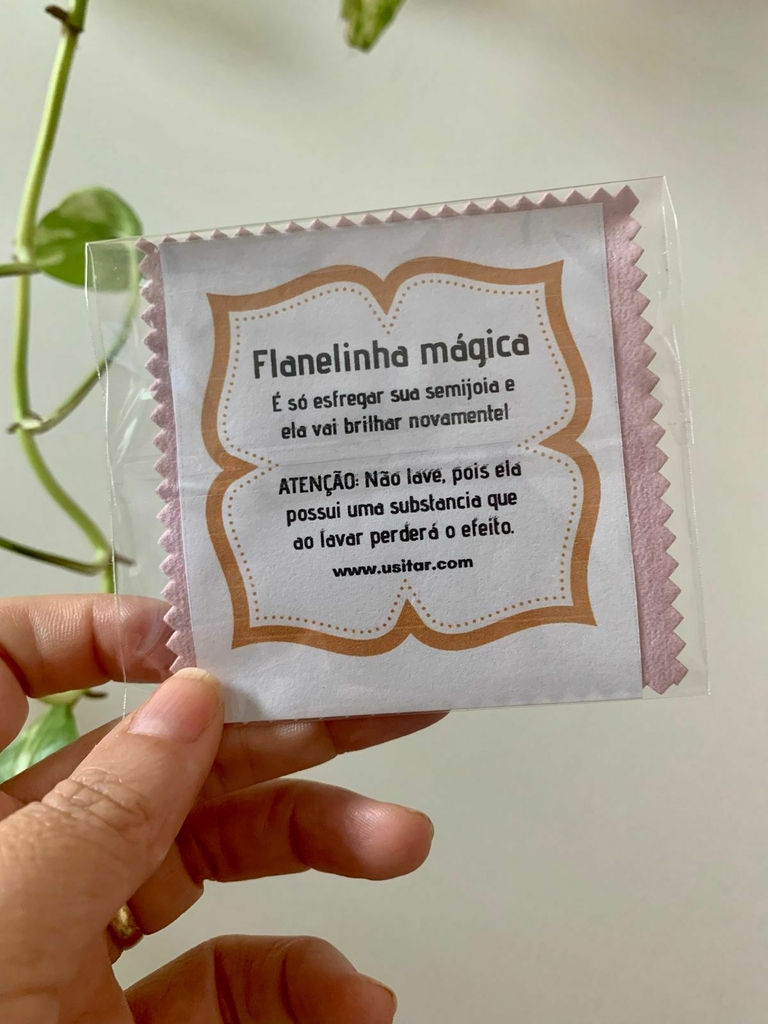 Flanelinha mágica
É só esfregar sua semijoia e
ela vai brilhar novamente!
ATENÇÃO: Não lave, pois ela
possui uma substancia que
ao lavar perderá o efeito.
www.usitar.com